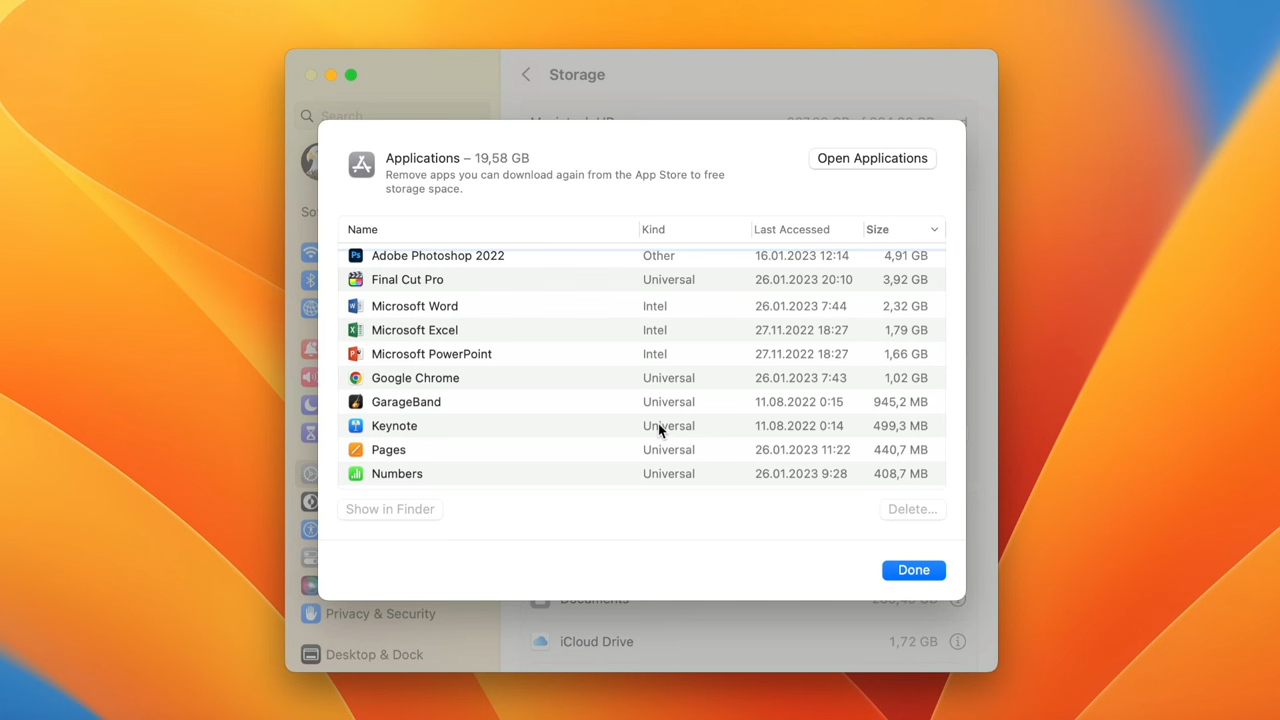 Storage
Search
Applications – 19,58 GB
Open Applications
Remove apps you can download again from the App Store to free
storage space.
Name Kind Last Accessed Size
Adobe Photoshop 2022 Other 16.01.2023 12:14 4,91 GB
Final Cut Pro Universal 26.01.2023 20:10 3,92 GB
Microsoft Word Intel 26.01.2023 7:44 2,32 GB
Microsoft Excel Intel 27.11.2022 18:27 1,79 GB
Microsoft PowerPoint Intel 27.11.2022 18:27 1,66 GB
Google Chrome Universal 26.01.2023 7:43 1,02 GB
GarageBand Universal 11.08.2022 0:15 945,2 MB
Keynote Universal 11.08.2022 0:14 499,3 MB
Pages Universal 26.01.2023 11:22 440,7 MB
Numbers Universal 26.01.2023 9:28 408,7 MB
Show in Finder Delete...
Done
Documents
Privacy & Security
iCloud Drive 1,72 GB
Desktop & Dock